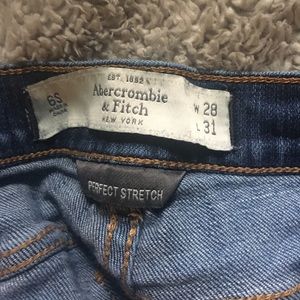 EST. 1892
Abercrombie
& Fitch
NEW YORK
6S
W 28
L 31
PERFECT STRETCH